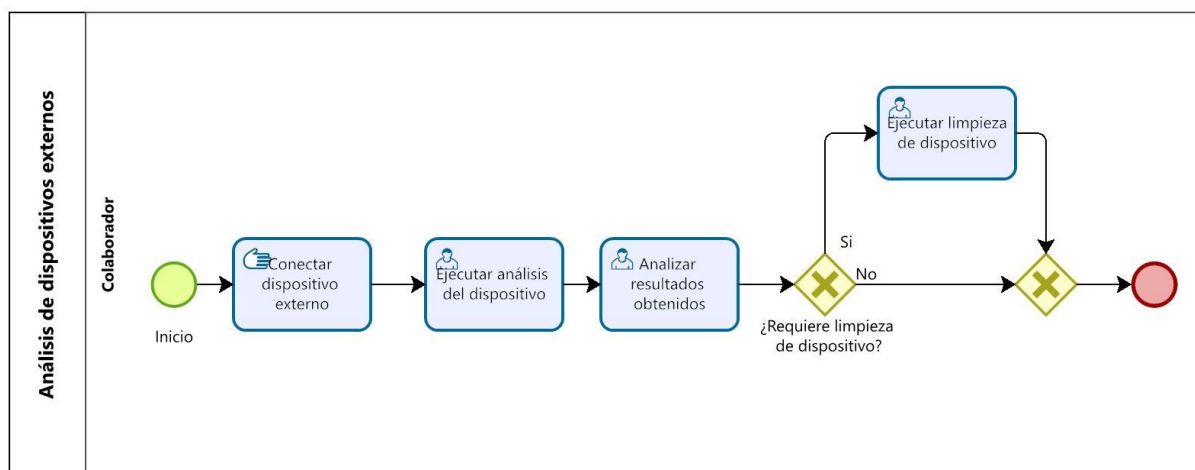 Análisis de dispositivos externos
Colaborador
Inicio
Conectar
dispositivo
externo
Ejecutar análisis
del dispositivo
Analizar
resultados
obtenidos
¿Requiere limpieza
de dispositivo?
Si
No
Ejecutar limpieza
de dispositivo